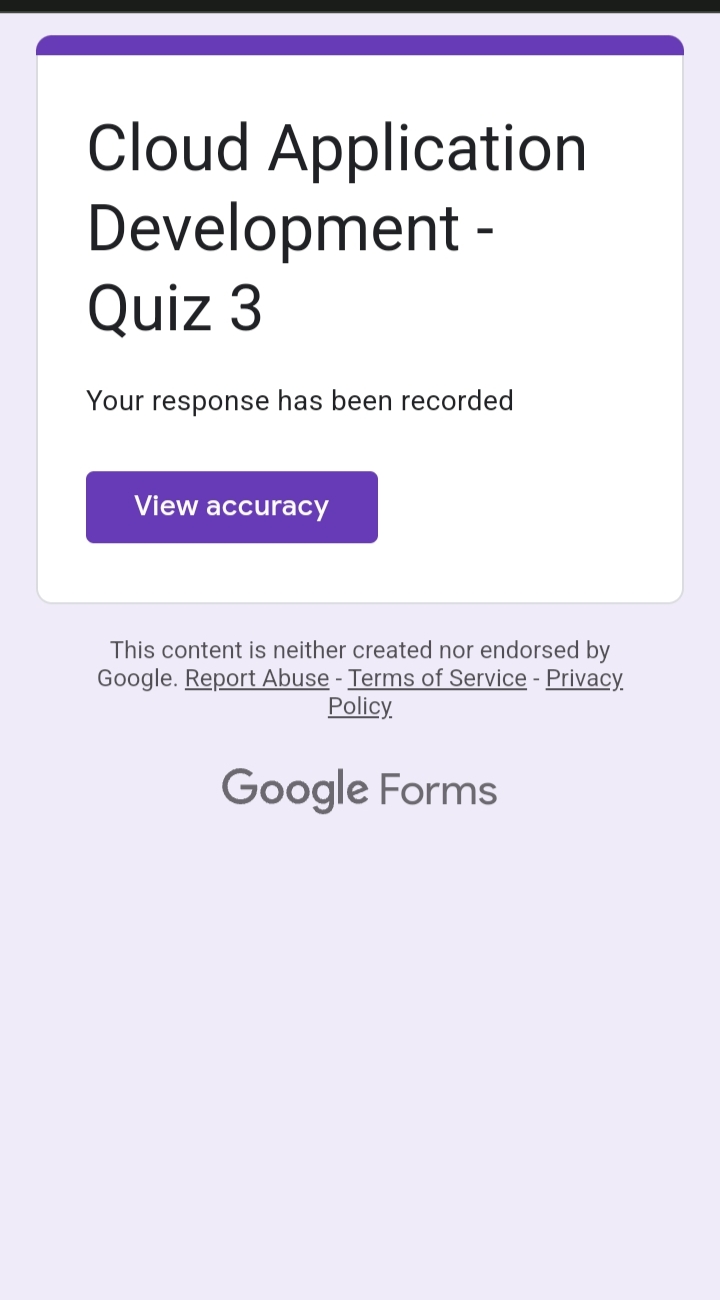 Cloud Application
Development -
Quiz 3
Your response has been recorded
View accuracy
This content is neither created nor endorsed by
Google. Report Abuse - Terms of Service - Privacy
Policy
Google Forms